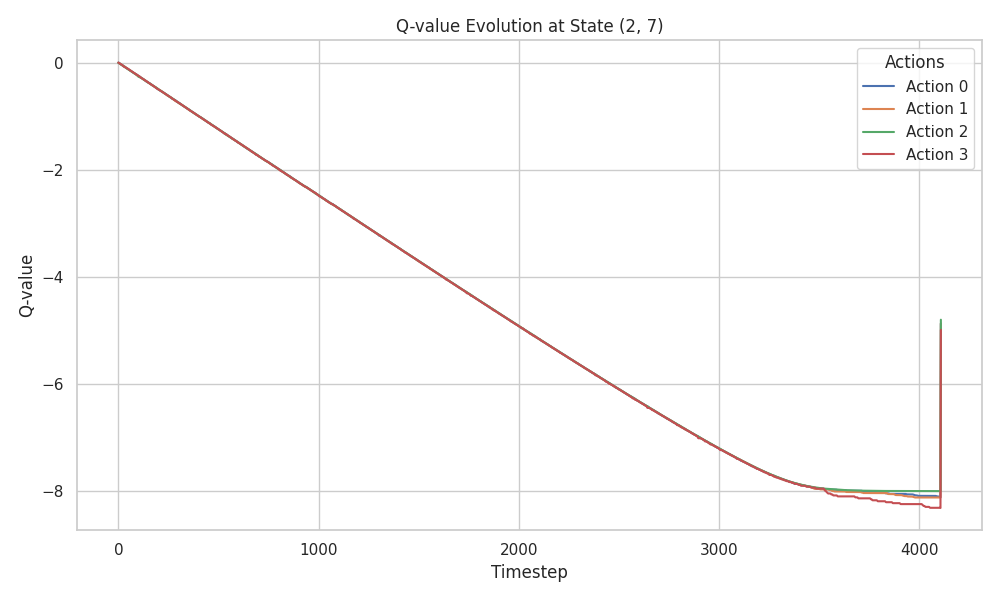 Q-value Evolution at State (2, 7)
Actions
Action 0
Action 1
Action 2
Action 3
Q-value
0
−2
−4
−6
−8
0
1000
2000
3000
4000
Timestep